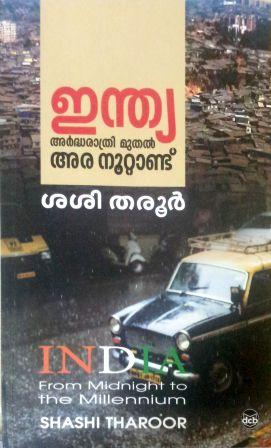 ഇന്ത്യ
അർദ്ധരാത്രി മുതൽ
അര നൂറ്റാണ്ട്
ശശി തരൂർ
INDIA
From Midnight to
the Millennium
SHASHI THAROOR
dcb